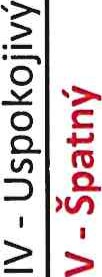 IV - Uspokojivý
V - Špatný